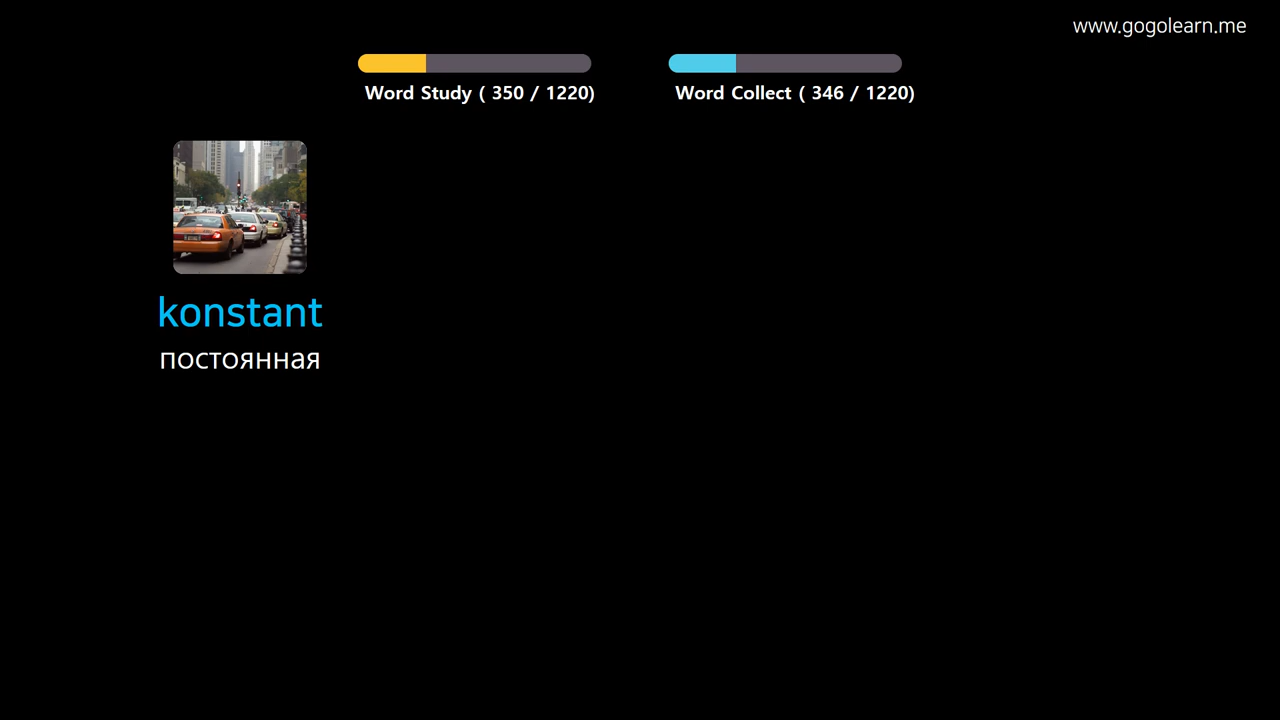 www.gogolearn.me
Word Study ( 350 / 1220)
Word Collect ( 346 / 1220)
konstant
постоянная